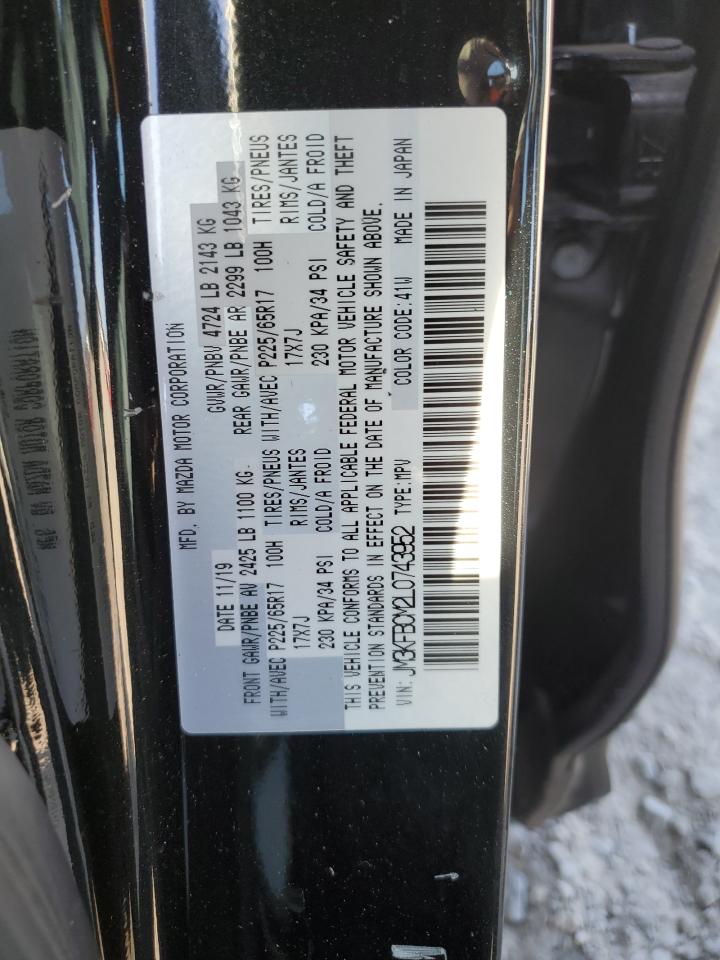 MFD. BY MAZDA MOTOR CORPORATION
DATE 11/19 GVWR/PNBV 4724 LB 2143 KG
FRONT GAWR/PNBE AV 2425 LB 1100 KG REAR GAWR/PNBE AR 2299 LB 1043 KG
WITH/AVEC P225/65R17 100H TIRES/PNEUS WITH/AVEC P225/65R17 100H TIRES/PNEUS
17X7J RIMS/JANTES 17X7J RIMS/JANTES
230 KPA/34 PSI COLD/A FROID 230 KPA/34 PSI COLD/A FROID
THIS VEHICLE CONFORMS TO ALL APPLICABLE FEDERAL MOTOR VEHICLE SAFETY AND THEFT
PREVENTION STANDARDS IN EFFECT ON THE DATE OF MANUFACTURE SHOWN ABOVE.
VIN: JM3KFBCM2L0743952 TYPE:MPV COLOR CODE:41W MADE IN JAPAN